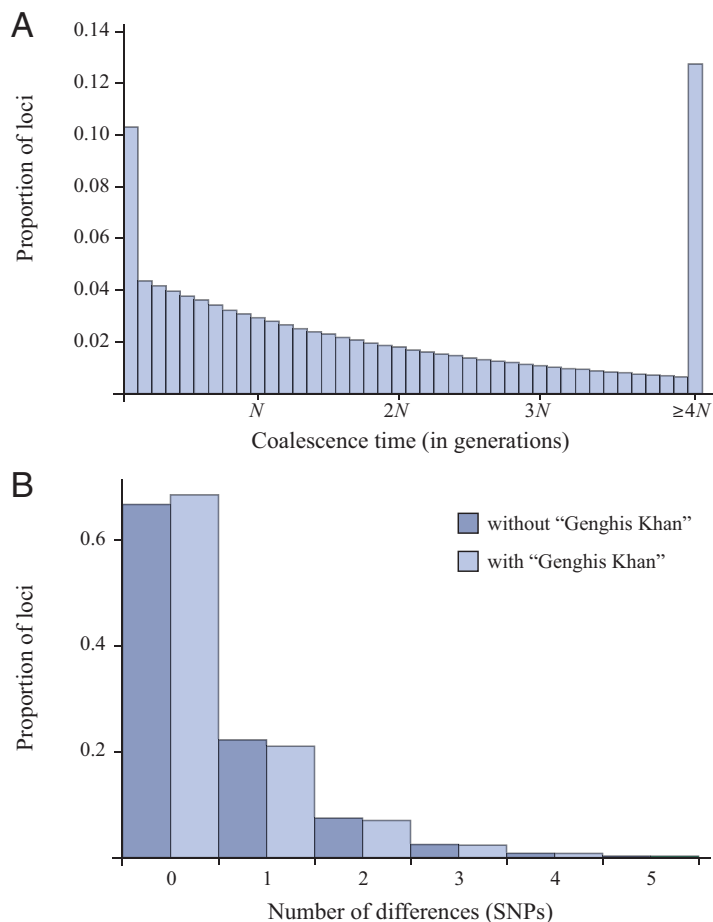 A
0.14
0.12
0.10
0.08
0.06
0.04
0.02
Proportion of loci
N 2N 3N ≥4N
Coalescence time (in generations)
B
without “Genghis Khan”
with “Genghis Khan”
0.6
0.4
0.2
Proportion of loci
0 1 2 3 4 5
Number of differences (SNPs)